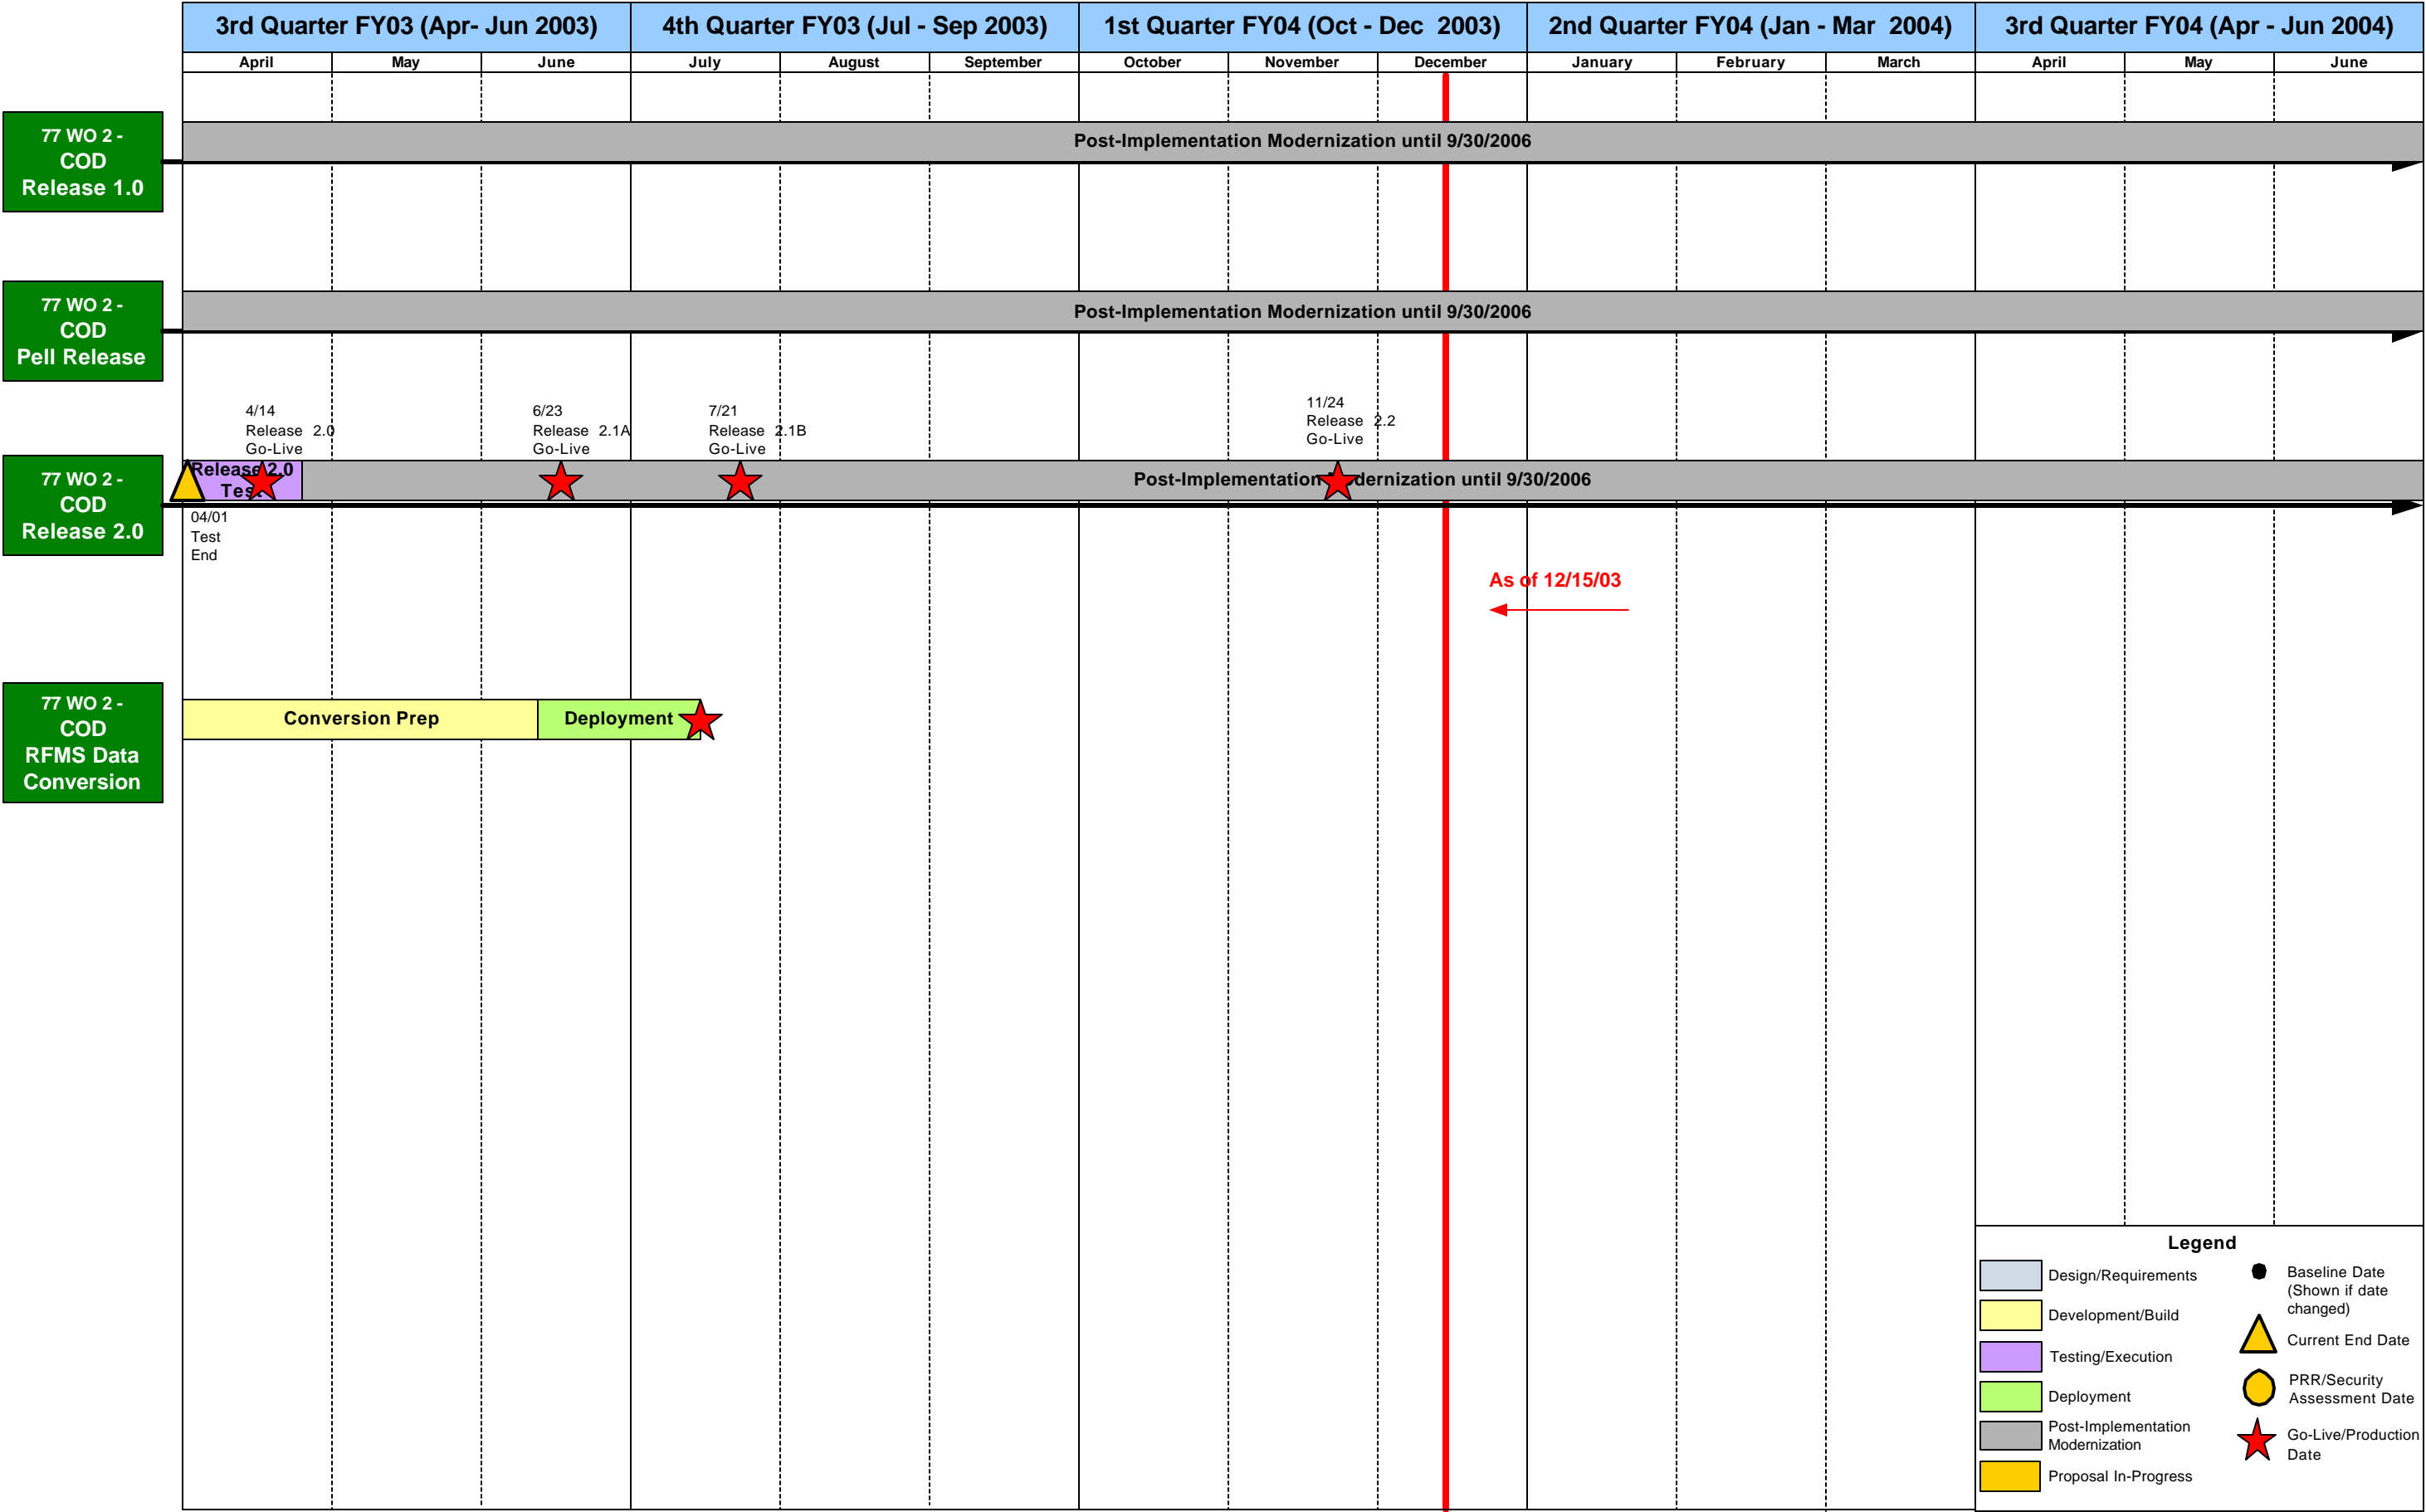 3rd Quarter FY03 (Apr- Jun 2003)
4th Quarter FY03 (Jul - Sep 2003)
1st Quarter FY04 (Oct - Dec 2003)
2nd Quarter FY04 (Jan - Mar 2004)
3rd Quarter FY04 (Apr - Jun 2004)
April
May
June
July
August
September
October
November
December
January
February
March
April
May
June
77 WO 2 -
COD
Release 1.0
Post-Implementation Modernization until 9/30/2006
77 WO 2 -
COD
Pell Release
Post-Implementation Modernization until 9/30/2006
4/14
Release 2.0
Go-Live
6/23
Release 2.1A
Go-Live
7/21
Release 2.1B
Go-Live
11/24
Release 2.2
Go-Live
77 WO 2 -
COD
Release 2.0
Release 2.0
Test
Post-Implementation Modernization until 9/30/2006
04/01
Test
End
As of 12/15/03
77 WO 2 -
COD
RFMS Data
Conversion
Conversion Prep
Deployment
Legend
Design/Requirements
Development/Build
Testing/Execution
Deployment
Post-Implementation
Modernization
Proposal In-Progress
Baseline Date
(Shown if date
changed)
Current End Date
PRR/Security
Assessment Date
Go-Live/Production
Date